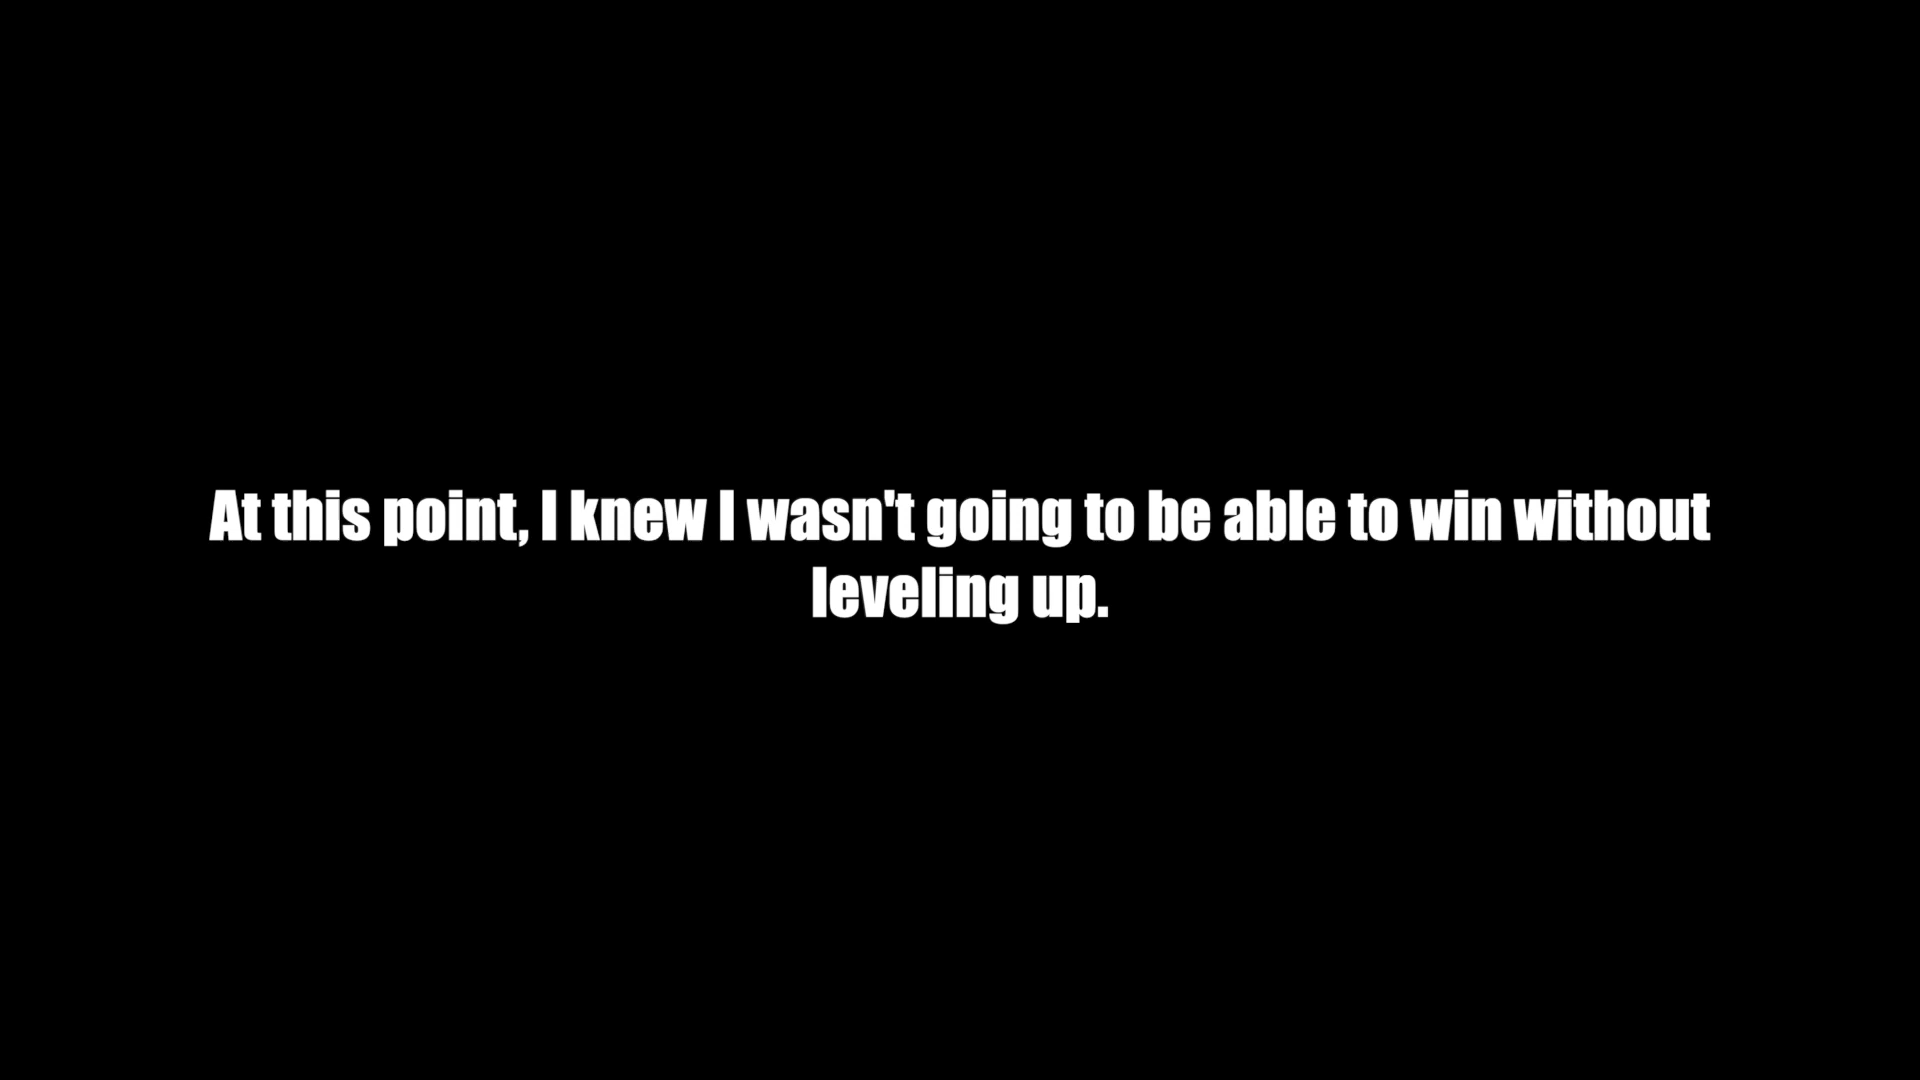 At this point, I knew I wasn't going to be able to win without
leveling up.